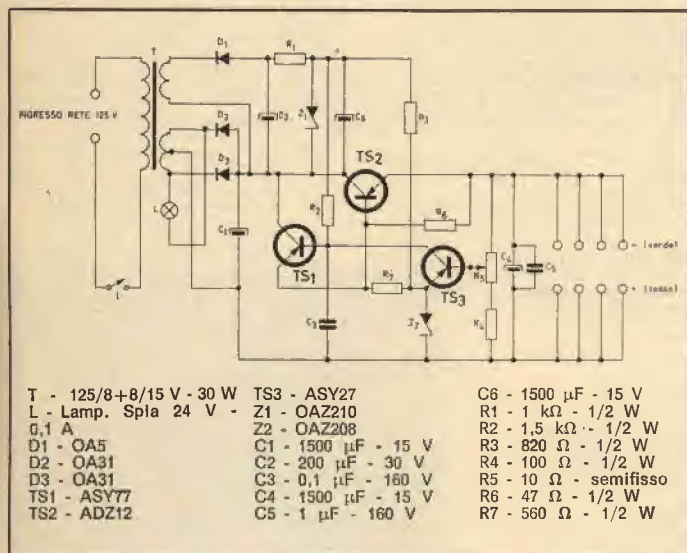 T
D1
R1
INGRESSO RETE 125 V
D2
C2
Z1
C6
R3
TS2
D3
L
C1
R2
R6
TS1
R7
TS3
R5
C4
C5
+ (verde)
+ (rosso)
C3
Z2
R4
I
T - 125/8+8/15 V - 30 W
L - Lamp. Spia 24 V -
0,1 A
D1 - OA5
D2 - OA31
D3 - OA31
TS1 - ASY77
TS2 - ADZ12
TS3 - ASY27
Z1 - OAZ210
Z2 - OAZ208
C1 - 1500 µF - 15 V
C2 - 200 µF - 30 V
C3 - 0,1 µF - 160 V
C4 - 1500 µF - 15 V
C5 - 1 µF - 160 V
C6 - 1500 µF - 15 V
R1 - 1 kΩ - 1/2 W
R2 - 1,5 kΩ - 1/2 W
R3 - 820 Ω - 1/2 W
R4 - 100 Ω - 1/2 W
R5 - 10 Ω - semifisso
R6 - 47 Ω - 1/2 W
R7 - 560 Ω - 1/2 W